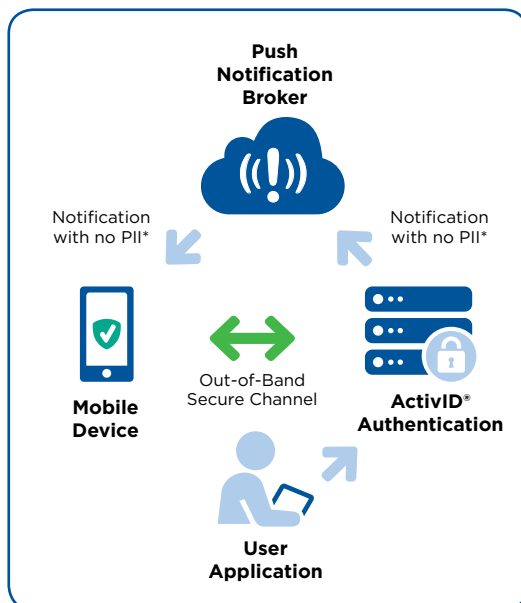 Push
Notification
Broker
Notification
with no PII*
Notification
with no PII*
Out-of-Band
Secure Channel
Mobile
Device
ActivID®
Authentication
User
Application